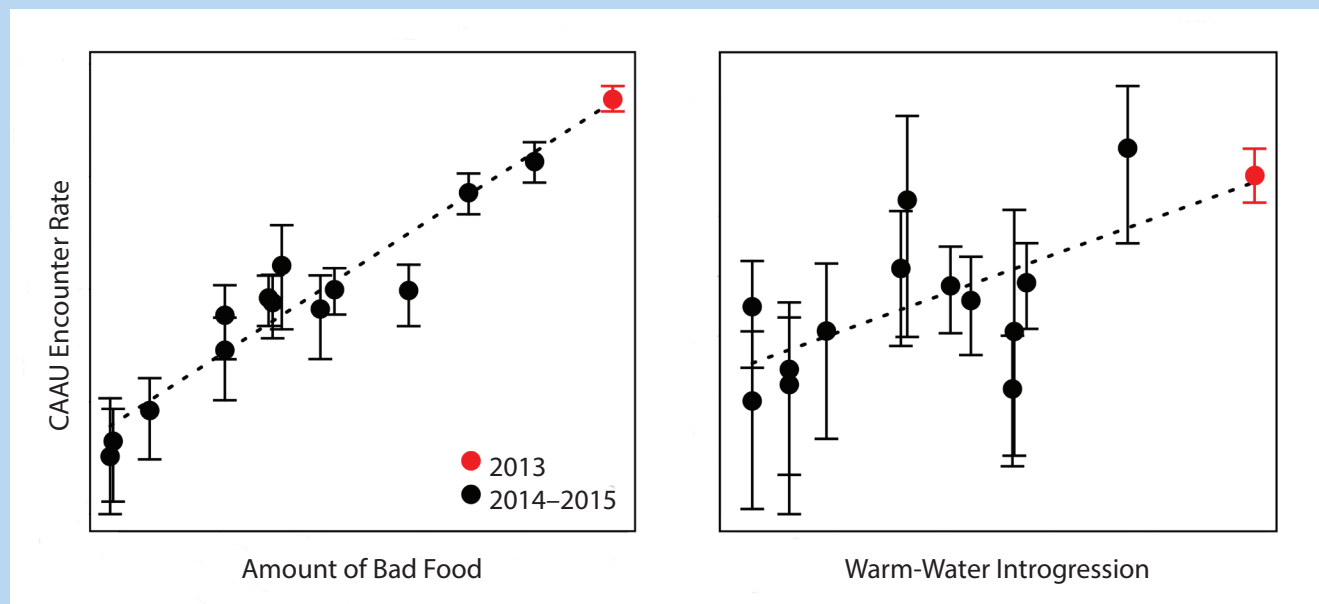 CAAU Encounter Rate
2013
2014–2015
Amount of Bad Food
Warm-Water Introgression